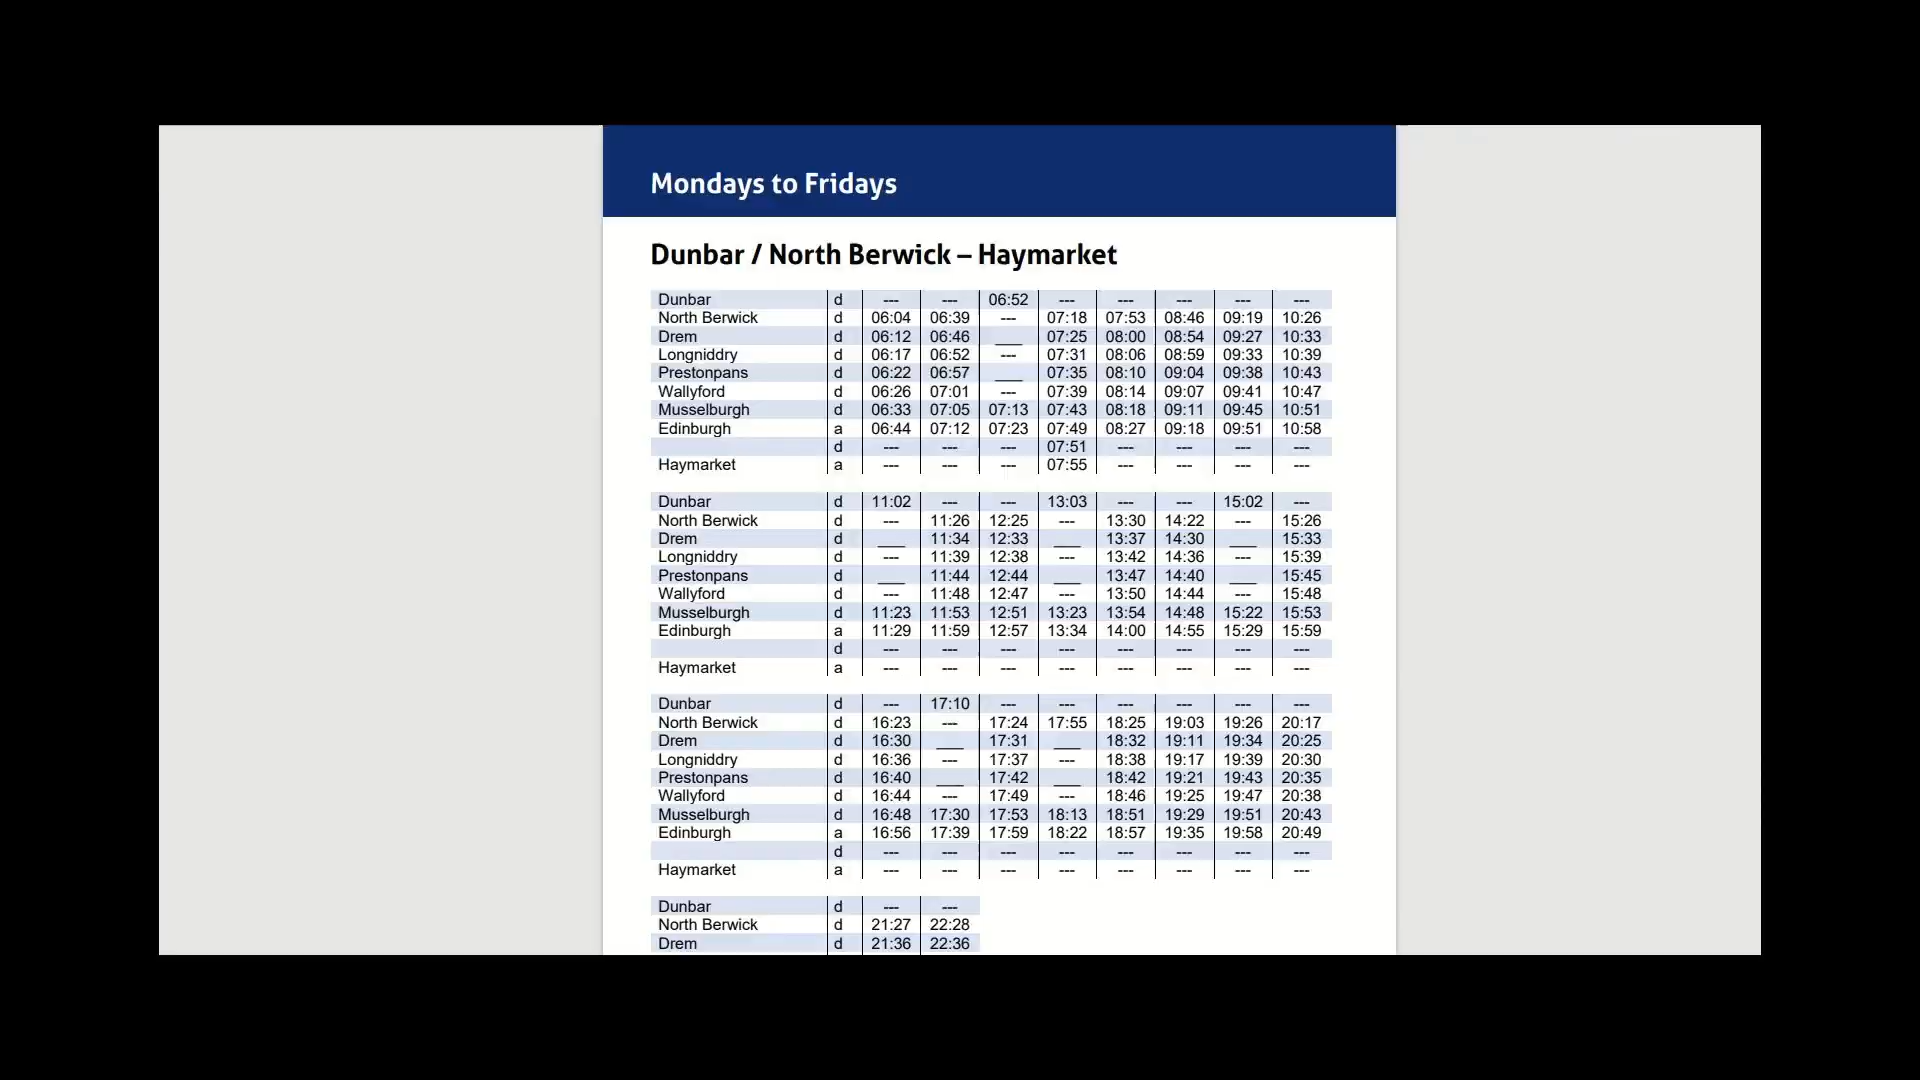 Mondays to Fridays
Dunbar / North Berwick – Haymarket
Dunbar d --- --- 06:52 --- --- --- --- ---
North Berwick d 06:04 06:39 --- 07:18 07:53 08:46 09:19 10:26
Drem d 06:12 06:46 ___ 07:25 08:00 08:54 09:27 10:33
Longniddry d 06:17 06:52 --- 07:31 08:06 08:59 09:33 10:39
Prestonpans d 06:22 06:57 ___ 07:35 08:10 09:04 09:38 10:43
Wallyford d 06:26 07:01 --- 07:39 08:14 09:07 09:41 10:47
Musselburgh d 06:33 07:05 07:13 07:43 08:18 09:11 09:45 10:51
Edinburgh a 06:44 07:12 07:23 07:49 08:27 09:18 09:51 10:58
d --- --- --- 07:51 --- --- --- ---
Haymarket a --- --- --- 07:55 --- --- --- ---
Dunbar d 11:02 --- --- 13:03 --- --- 15:02 ---
North Berwick d --- 11:26 12:25 --- 13:30 14:22 --- 15:26
Drem d ___ 11:34 12:33 ___ 13:37 14:30 ___ 15:33
Longniddry d --- 11:39 12:38 --- 13:42 14:36 --- 15:39
Prestonpans d ___ 11:44 12:44 ___ 13:47 14:40 ___ 15:45
Wallyford d --- 11:48 12:47 --- 13:50 14:44 --- 15:48
Musselburgh d 11:23 11:53 12:51 13:23 13:54 14:48 15:22 15:53
Edinburgh a 11:29 11:59 12:57 13:34 14:00 14:55 15:29 15:59
d --- --- --- --- --- --- --- ---
Haymarket a --- --- --- --- --- --- --- ---
Dunbar d --- 17:10 --- --- --- --- --- ---
North Berwick d 16:23 --- 17:24 17:55 18:25 19:03 19:26 20:17
Drem d 16:30 ___ 17:31 ___ 18:32 19:11 19:34 20:25
Longniddry d 16:36 --- 17:37 --- 18:38 19:17 19:39 20:30
Prestonpans d 16:40 ___ 17:42 ___ 18:42 19:21 19:43 20:35
Wallyford d 16:44 --- 17:49 --- 18:46 19:25 19:47 20:38
Musselburgh d 16:48 17:30 17:53 18:13 18:51 19:29 19:51 20:43
Edinburgh a 16:56 17:39 17:59 18:22 18:57 19:35 19:58 20:49
d --- --- --- --- --- --- --- ---
Haymarket a --- --- --- --- --- --- --- ---
Dunbar d --- ---
North Berwick d 21:27 22:28
Drem d 21:36 22:36